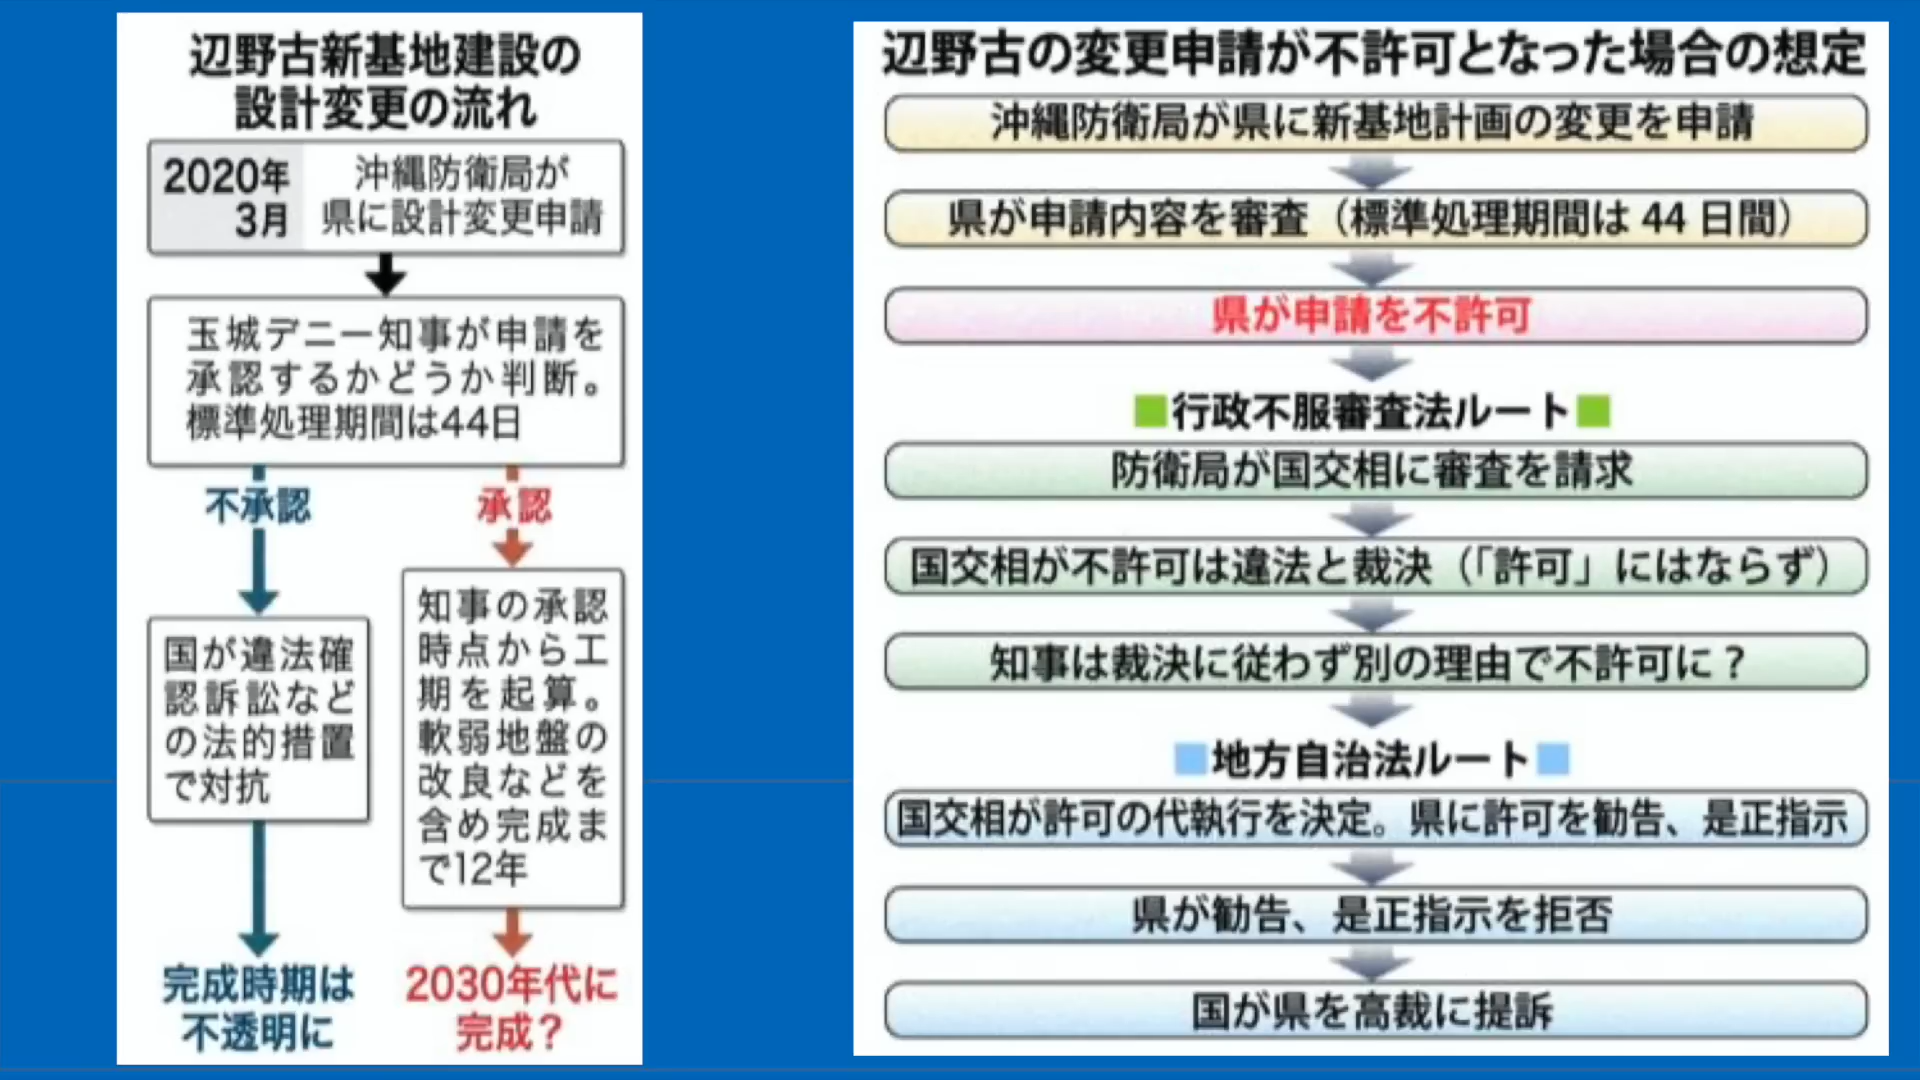 辺野古新基地建設の
設計変更の流れ
2020年
3月
沖縄防衛局が
県に設計変更申請
玉城デニー知事が申請を
承認するかどうか判断。
標準処理期間は44日
不承認
国が違法確
認訴訟など
の法的措置
で対抗
完成時期は
不透明に
承認
知事の承認
時点から工
期を起算。
軟弱地盤の
改良などを
含め完成ま
で12年
2030年代に
完成?
辺野古の変更申請が不許可となった場合の想定
沖縄防衛局が県に新基地計画の変更を申請
県が申請内容を審査（標準処理期間は44日間）
県が申請を不許可
■行政不服審査法ルート■
防衛局が国交相に審査を請求
国交相が不許可は違法と裁決（「許可」にはならず）
知事は裁決に従わず別の理由で不許可に？
■地方自治法ルート■
国交相が許可の代執行を決定。県に許可を勧告、是正指示
県が勧告、是正指示を拒否
国が県を高裁に提訴